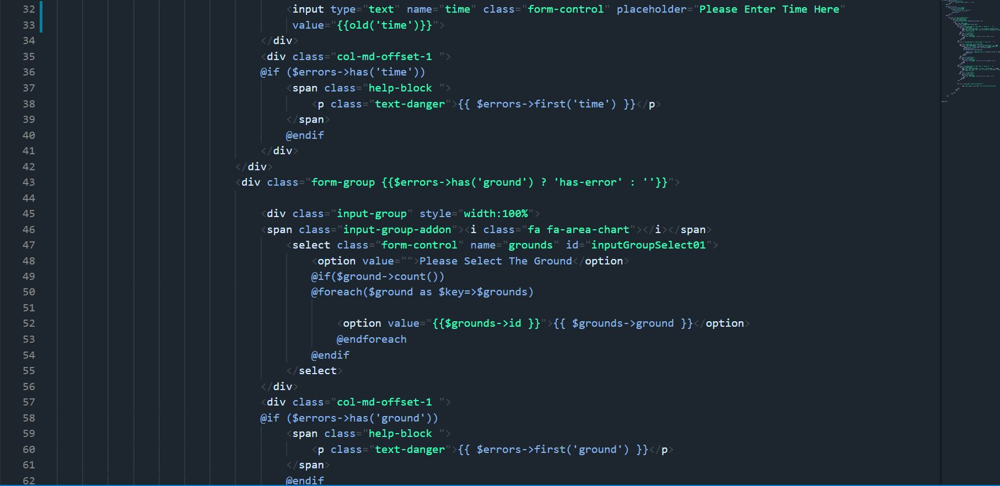 32 <input type="text" name="time" class="form-control" placeholder="Please Enter Time Here"
33 value="{{old('time')}}">
34 </div>
35 <div class="col-md-offset-1 ">
36 @if ($errors->has('time'))
37 <span class="help-block ">
38 <p class="text-danger">{{ $errors->first('time') }}</p>
39 </span>
40 @endif
41 </div>
42 </div>
43 <div class="form-group {{$errors->has('ground') ? 'has-error' : ''}}">
44
45 <div class="input-group" style="width:100%">
46 <span class="input-group-addon"><i class="fa fa-area-chart"></i></span>
47 <select class="form-control" name="grounds" id="inputGroupSelect01">
48 <option value="">Please Select The Ground</option>
49 @if($ground->count())
50 @foreach($ground as $key=>$grounds)
51
52 <option value="{{$grounds->id }}">{{ $grounds->ground }}</option>
53 @endforeach
54 @endif
55 </select>
56 </div>
57 <div class="col-md-offset-1 ">
58 @if ($errors->has('ground'))
59 <span class="help-block ">
60 <p class="text-danger">{{ $errors->first('ground') }}</p>
61 </span>
62 @endif